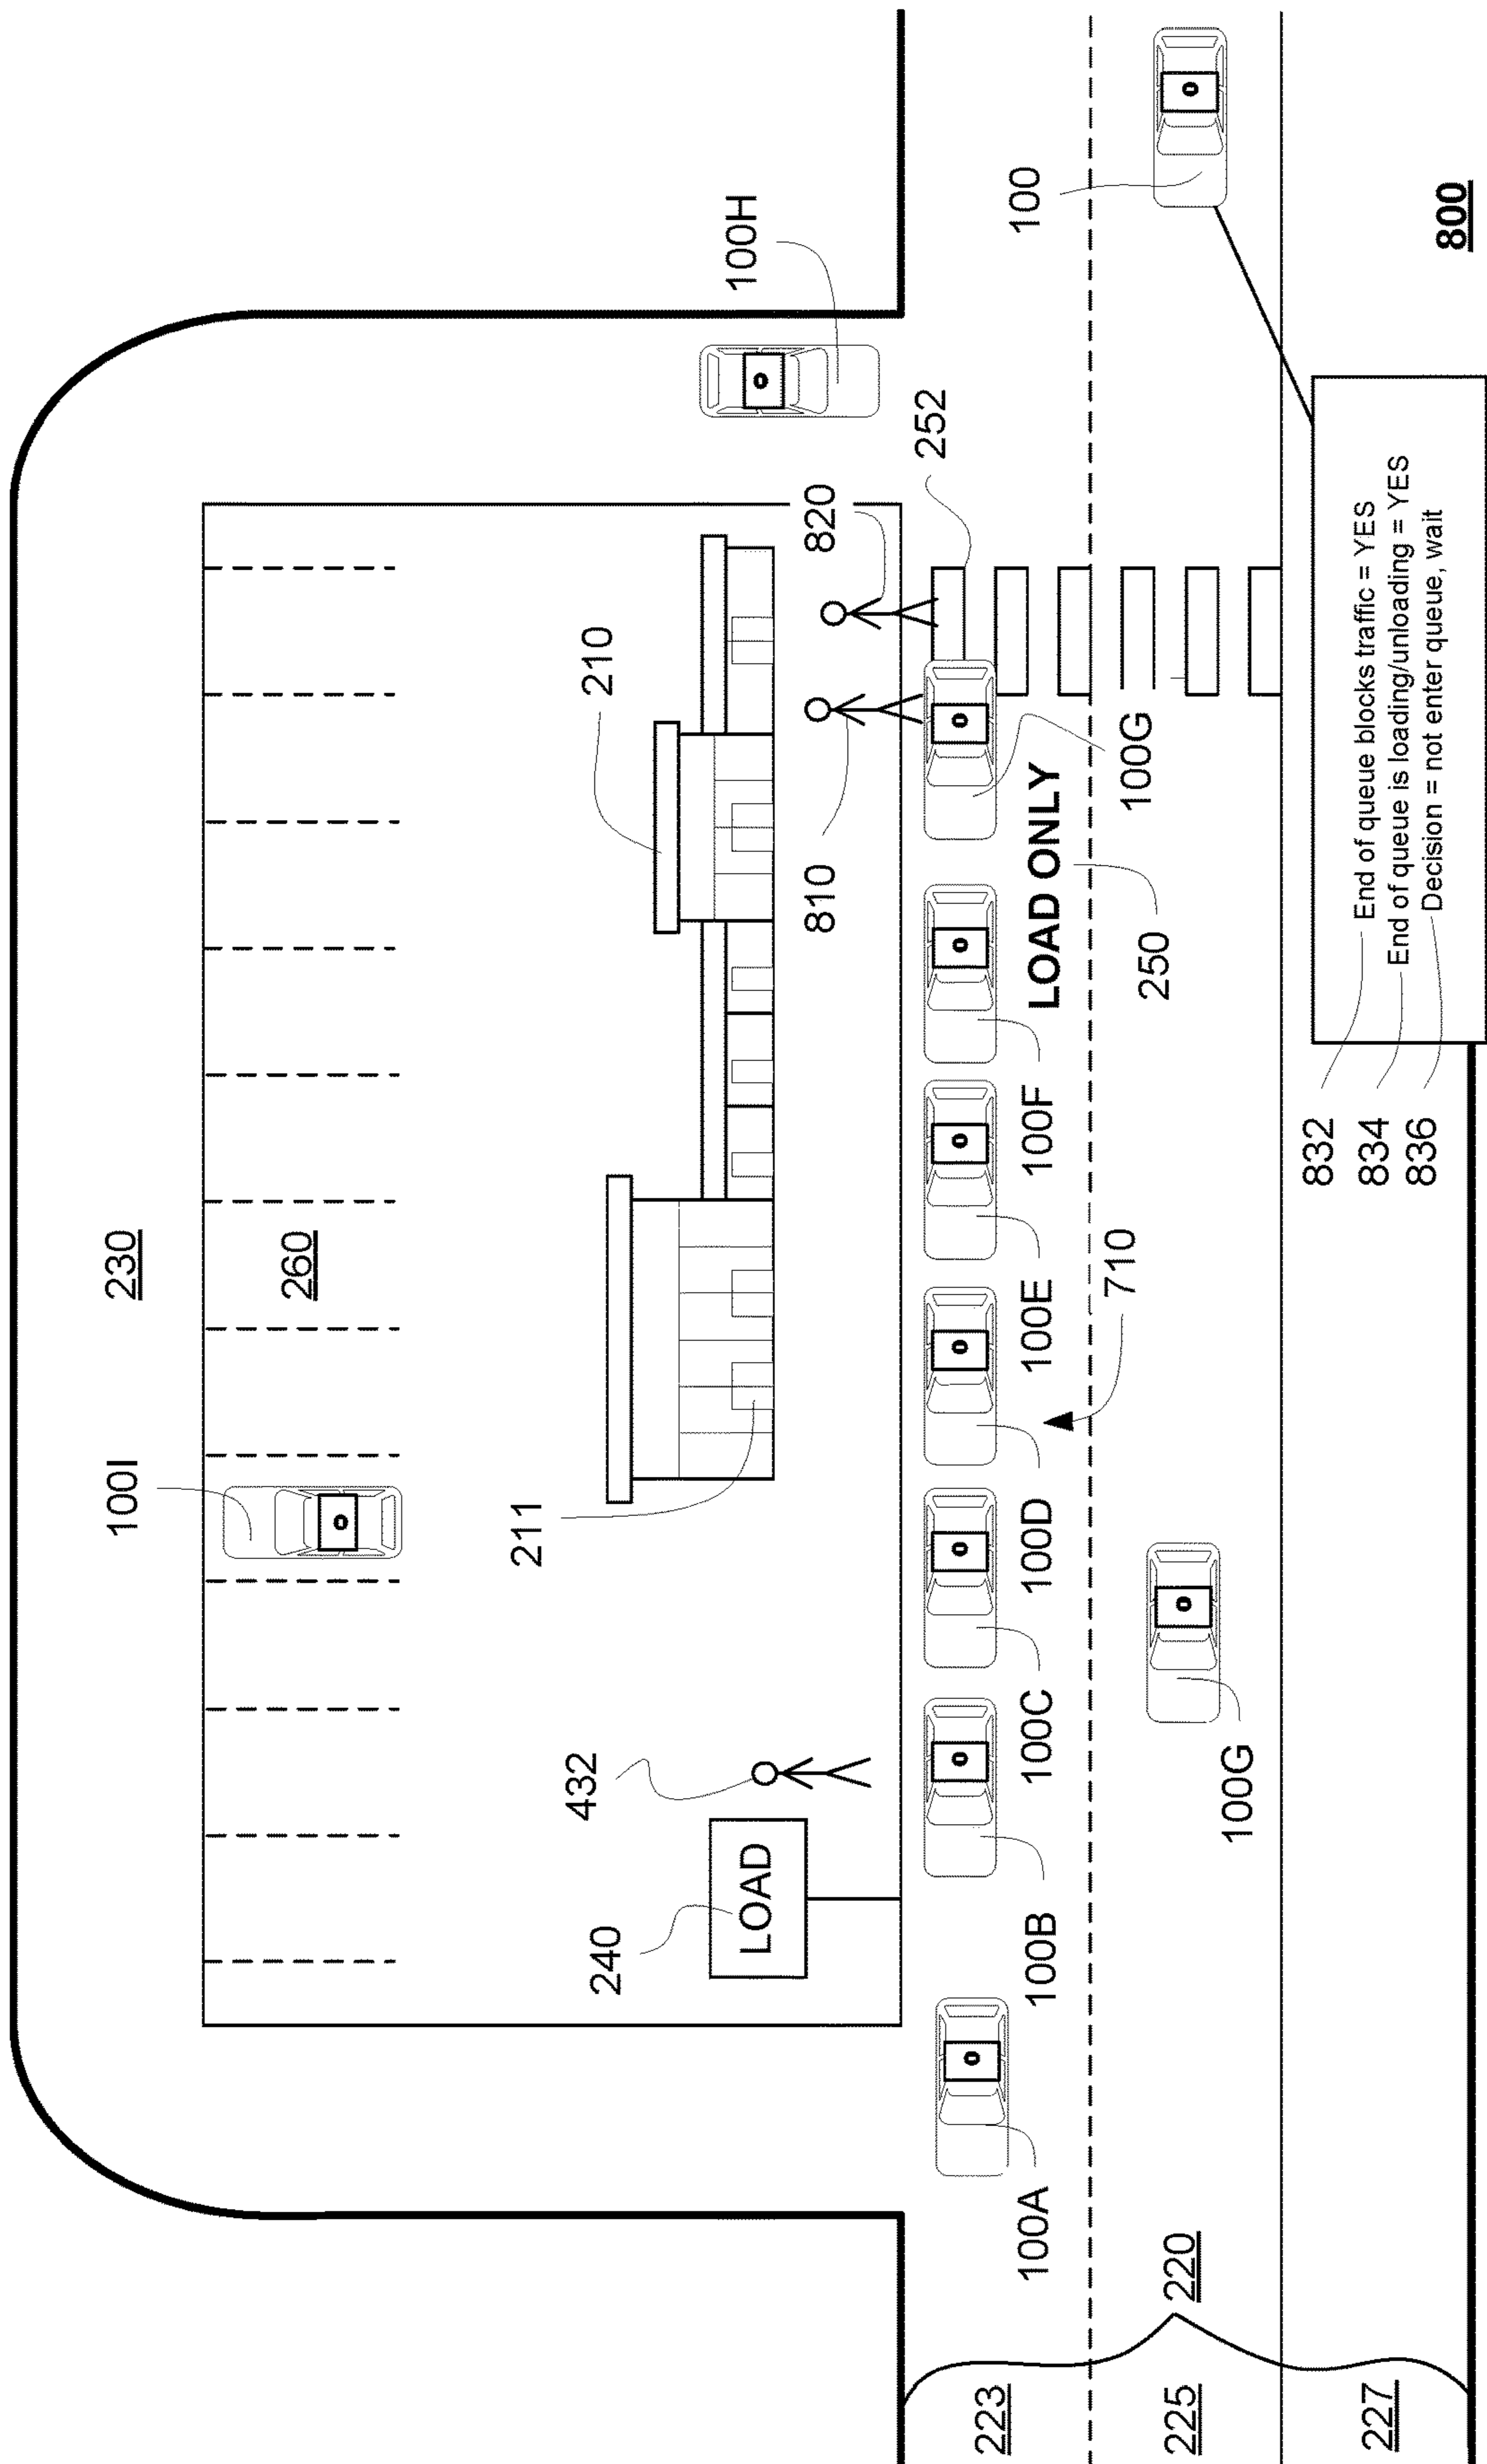 230
260
100I
100H
210
211
432
240
LOAD
820
810
252
LOAD ONLY
100G
250
100
100A
100B
100C
100D
100E
100F
710
100G
220
223
225
227
832
834
836
End of queue blocks traffic = YES
End of queue is loading/unloading = YES
Decision = not enter queue, wait
800